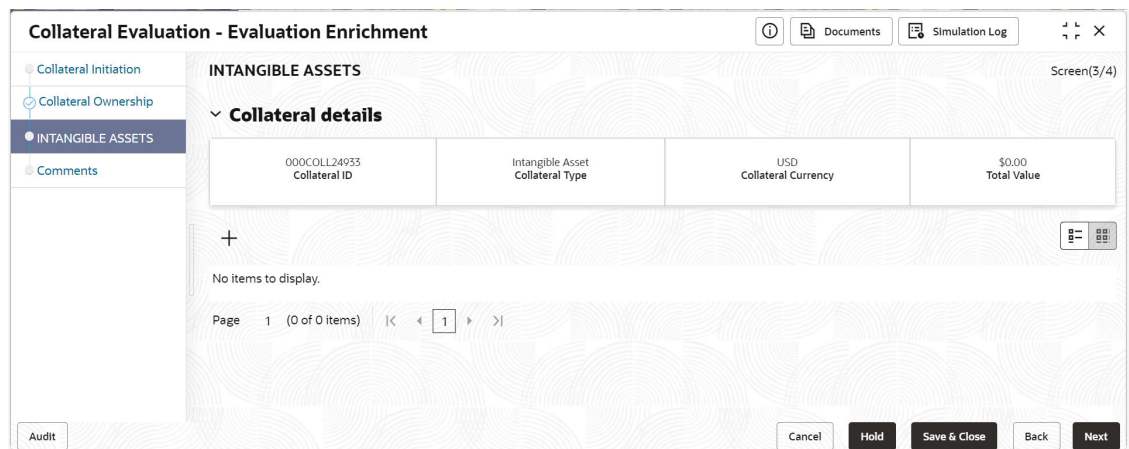 Collateral Evaluation - Evaluation Enrichment
Documents
Simulation Log
Collateral Initiation
Collateral Ownership
INTANGIBLE ASSETS
Comments
INTANGIBLE ASSETS
Screen(3/4)
Collateral details
000COLL24933
Collateral ID
Intangible Asset
Collateral Type
USD
Collateral Currency
$0.00
Total Value
No items to display.
Page 1 (0 of 0 items) 1
Audit
Cancel
Hold
Save & Close
Back
Next